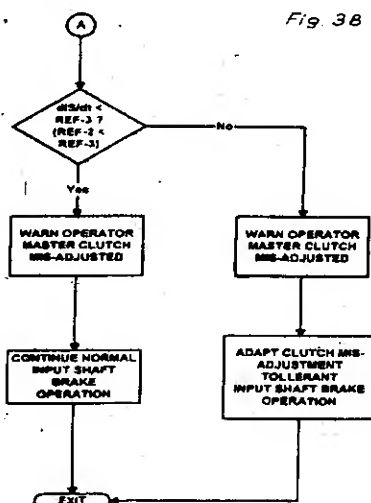 Fig. 3B
A
dIS/dt <
REF-3 ?
(REF-2 <
REF-3)
No
Yes
WARN OPERATOR
MASTER CLUTCH
MIS-ADJUSTED
WARN OPERATOR
MASTER CLUTCH
MIS-ADJUSTED
CONTINUE NORMAL
INPUT SHAFT
BRAKE
OPERATION
ADAPT CLUTCH MIS-
ADJUSTMENT
TOLLERANT
INPUT SHAFT BRAKE
OPERATION
EXIT